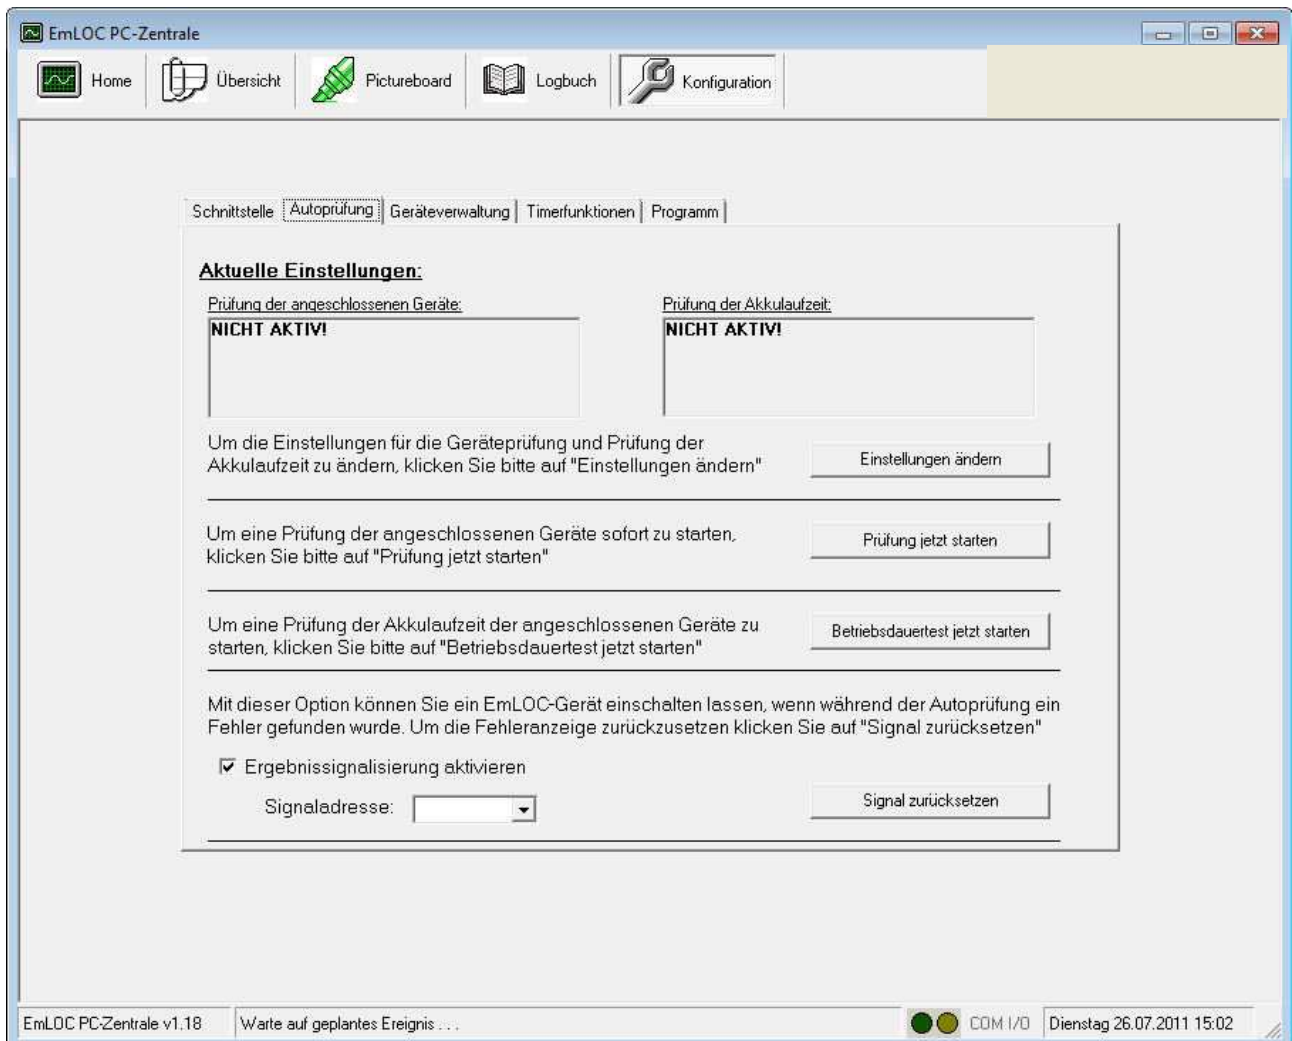 EmLOC PC-Zentrale
Home
Übersicht
Pictureboard
Logbuch
Konfiguration
Schnittstelle
Autoprüfung
Geräteverwaltung
Timerfunktionen
Programm
Aktuelle Einstellungen:
Prüfung der angeschlossenen Geräte:
Prüfung der Akkulaufzeit:
NICHT AKTIV!
NICHT AKTIV!
Um die Einstellungen für die Geräteprüfung und Prüfung der
Akkulaufzeit zu ändern, klicken Sie bitte auf "Einstellungen ändern"
Einstellungen ändern
Um eine Prüfung der angeschlossenen Geräte sofort zu starten,
klicken Sie bitte auf "Prüfung jetzt starten"
Prüfung jetzt starten
Um eine Prüfung der Akkulaufzeit der angeschlossenen Geräte zu
starten, klicken Sie bitte auf "Betriebsdauertest jetzt starten"
Betriebsdauertest jetzt starten
Mit dieser Option können Sie ein EmLOC-Gerät einschalten lassen, wenn während der Autoprüfung ein
Fehler gefunden wurde. Um die Fehleranzeige zurückzusetzen klicken Sie auf "Signal zurücksetzen"
Ergebnissignalisierung aktivieren
Signaladresse:
Signal zurücksetzen
EmLOC PC-Zentrale v1.18
Warte auf geplantes Ereignis . . .
COM I/O
Dienstag 26.07.2011 15:02